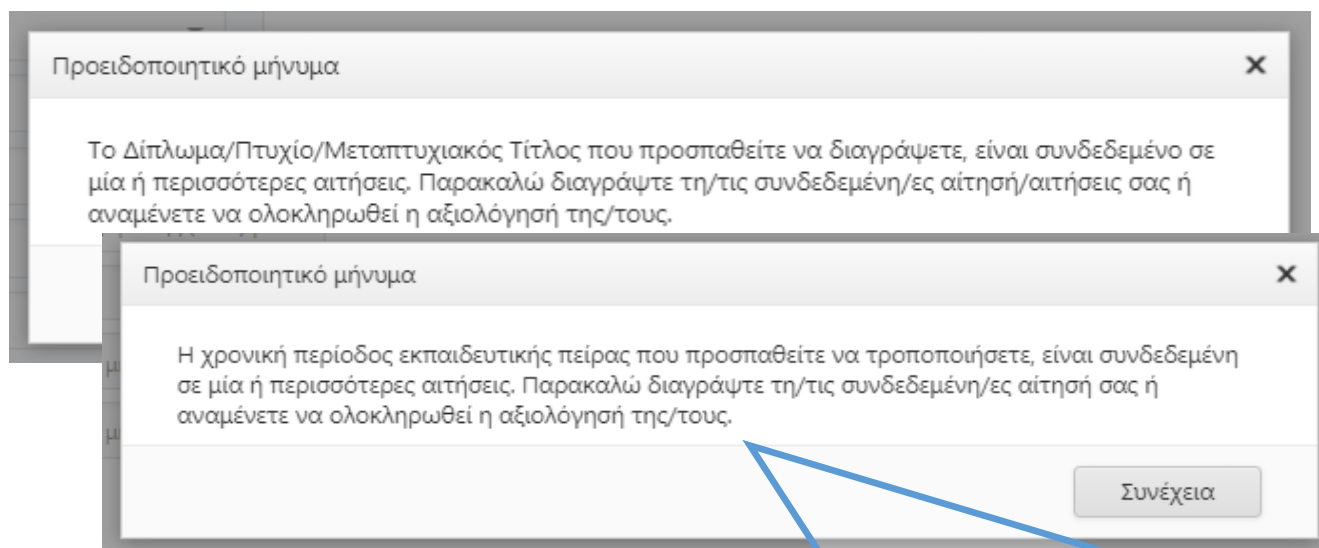 Προειδοποιητικό μήνυμα
Το Δίπλωμα/Πτυχίο/Μεταπτυχιακός Τίτλος που προσπαθείτε να διαγράψετε, είναι συνδεδεμένο σε
μία ή περισσότερες αιτήσεις. Παρακαλώ διαγράψτε τη/τις συνδεδεμένη/ες αίτησή/αιτήσεις σας ή
αναμένετε να ολοκληρωθεί η αξιολόγησή της/τους.
Προειδοποιητικό μήνυμα
Η χρονική περίοδος εκπαιδευτικής πείρας που προσπαθείτε να τροποποιήσετε, είναι συνδεδεμένη
σε μία ή περισσότερες αιτήσεις. Παρακαλώ διαγράψτε τη/τις συνδεδεμένη/ες αίτησή σας ή
αναμένετε να ολοκληρωθεί η αξιολόγησή της/τους.
Συνέχεια